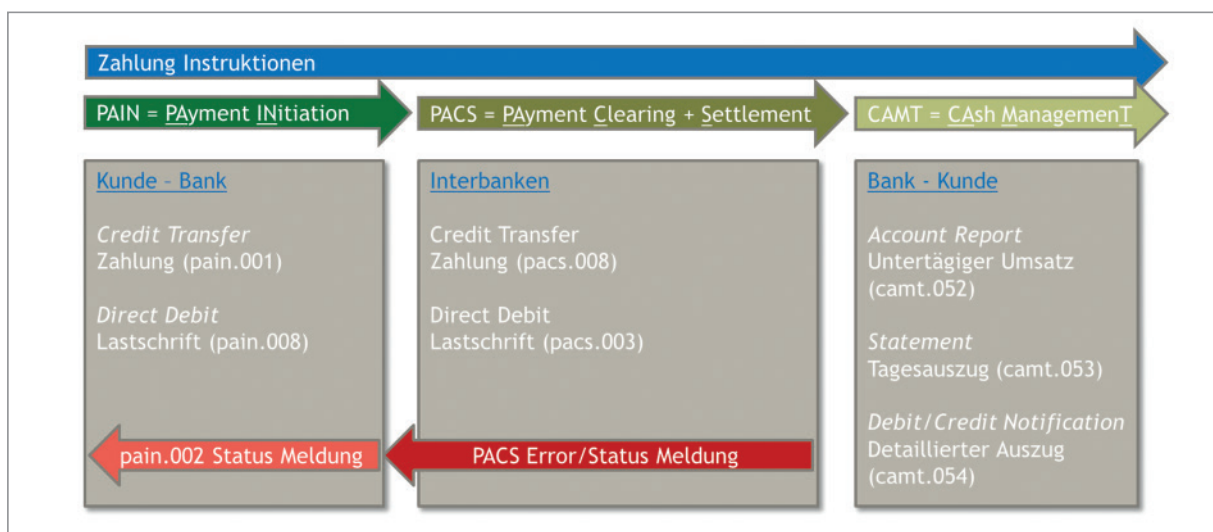 Zahlung Instruktionen
PAIN = PAyment INitiation
PACS = PAyment Clearing + Settlement
CAMT = CAsh ManagemenT
Kunde – Bank
Credit Transfer
Zahlung (pain.001)
Direct Debit
Lastschrift (pain.008)
pain.002 Status Meldung
Interbanken
Credit Transfer
Zahlung (pacs.008)
Direct Debit
Lastschrift (pacs.003)
PACS Error/Status Meldung
Bank - Kunde
Account Report
Untertägiger Umsatz
(camt.052)
Statement
Tagesauszug (camt.053)
Debit/Credit Notification
Detaillierter Auszug
(camt.054)